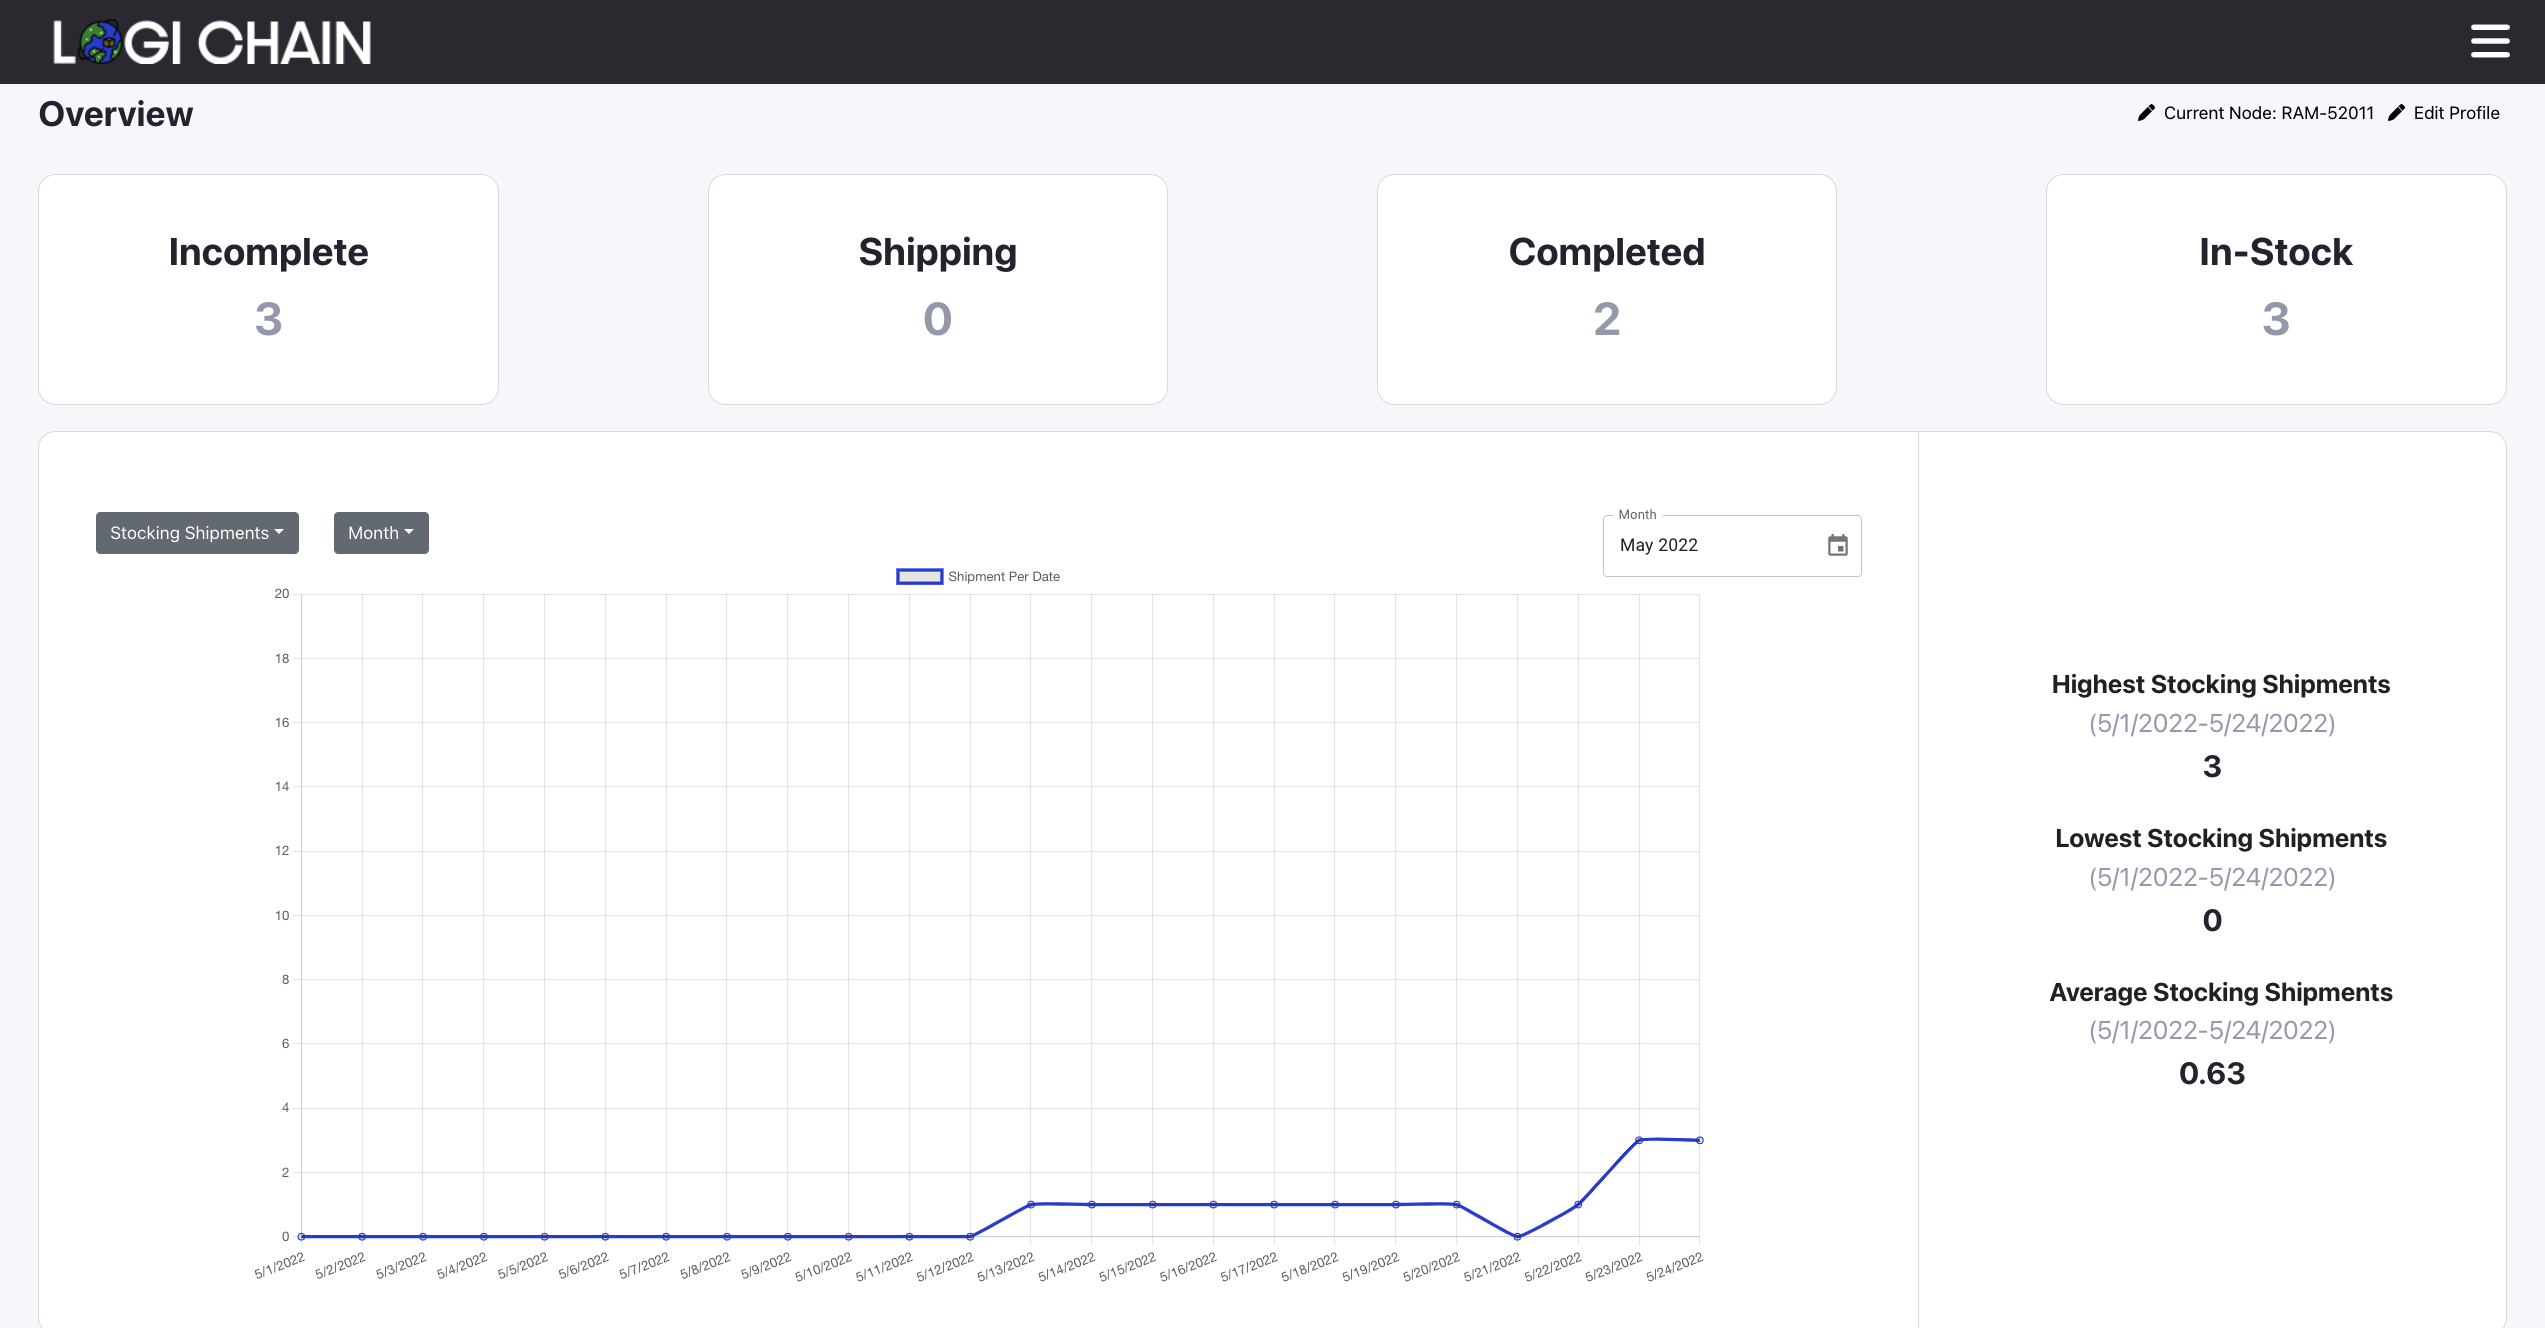 LOGI CHAIN
Overview
Current Node: RAM-52011
Edit Profile
Incomplete
3
Shipping
0
Completed
2
In-Stock
3
Stocking Shipments
Month
Month
May 2022
Shipment Per Date
20
18
16
14
12
10
8
6
4
2
0
5/1/2022
5/2/2022
5/3/2022
5/4/2022
5/5/2022
5/6/2022
5/7/2022
5/8/2022
5/9/2022
5/10/2022
5/11/2022
5/12/2022
5/13/2022
5/14/2022
5/15/2022
5/16/2022
5/17/2022
5/18/2022
5/19/2022
5/20/2022
5/21/2022
5/22/2022
5/23/2022
5/24/2022
Highest Stocking Shipments
(5/1/2022-5/24/2022)
3
Lowest Stocking Shipments
(5/1/2022-5/24/2022)
0
Average Stocking Shipments
(5/1/2022-5/24/2022)
0.63